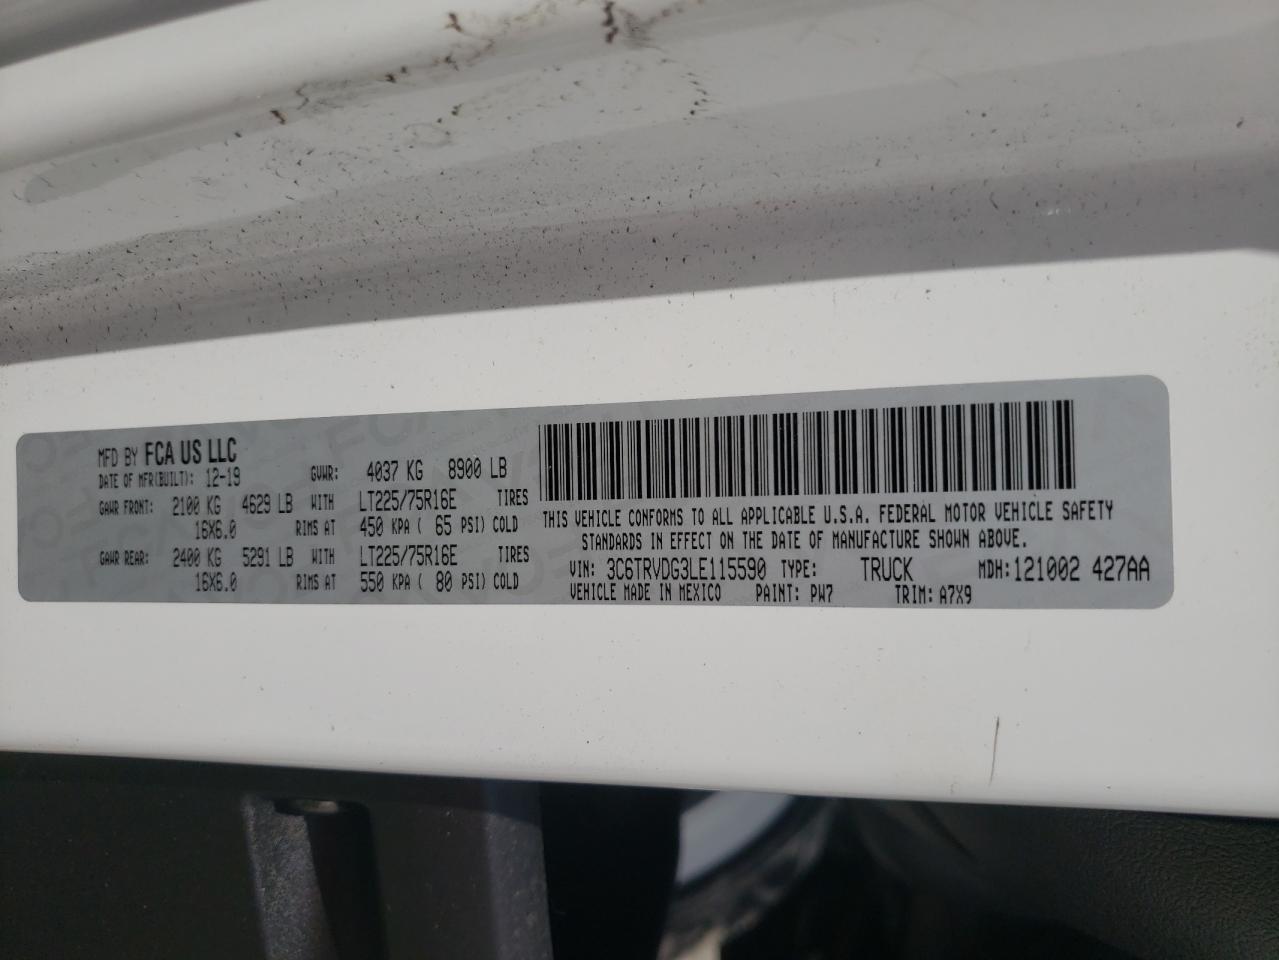 MFD BY FCA US LLC
DATE OF MFR(BUILT): 12-19 GVWR: 4037 KG 8900 LB
GAWR FRONT: 2100 KG 4629 LB WITH LT225/75R16E TIRES
16X6.0 RIMS AT 450 KPA ( 65 PSI) COLD
GAWR REAR: 2400 KG 5291 LB WITH LT225/75R16E TIRES
16X6.0 RIMS AT 550 KPA ( 80 PSI) COLD
THIS VEHICLE CONFORMS TO ALL APPLICABLE U.S.A. FEDERAL MOTOR VEHICLE SAFETY
STANDARDS IN EFFECT ON THE DATE OF MANUFACTURE SHOWN ABOVE.
VIN: 3C6TRVDG3LE115590 TYPE: TRUCK MDH:121002 427AA
VEHICLE MADE IN MEXICO PAINT: PW7 TRIM: A7X9